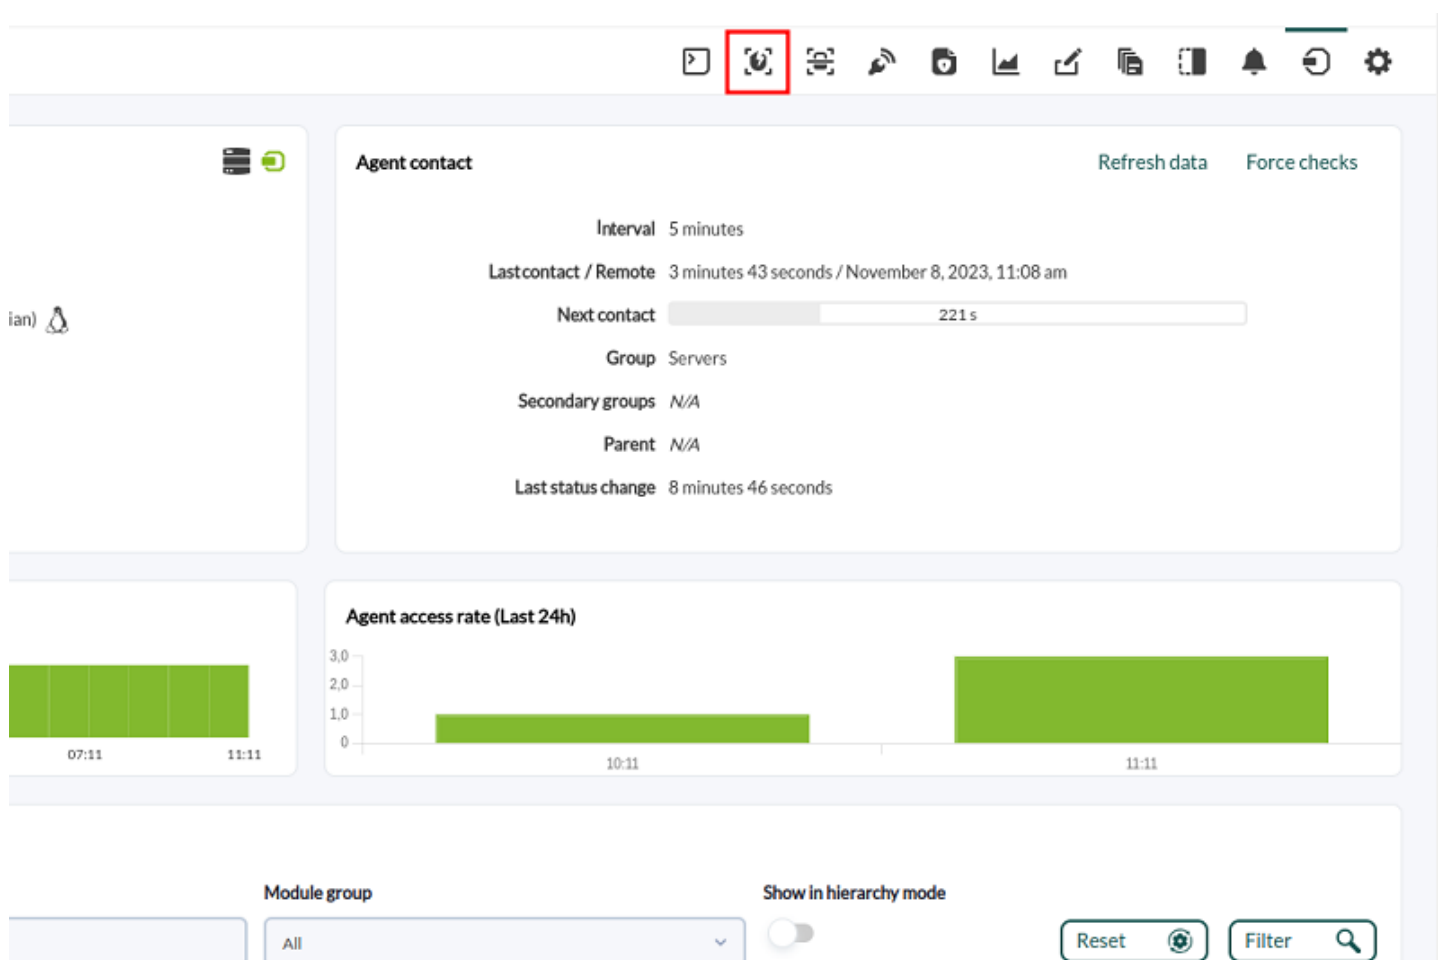 Agent contact
Refresh data
Force checks
Interval 5 minutes
Last contact / Remote 3 minutes 43 seconds / November 8, 2023, 11:08 am
ian)
Next contact 221 s
Group Servers
Secondary groups N/A
Parent N/A
Last status change 8 minutes 46 seconds
07:11 11:11
Agent access rate (Last 24h)
3,0
2,0
1,0
0
10:11 11:11
Module group
All
Show in hierarchy mode
Reset
Filter